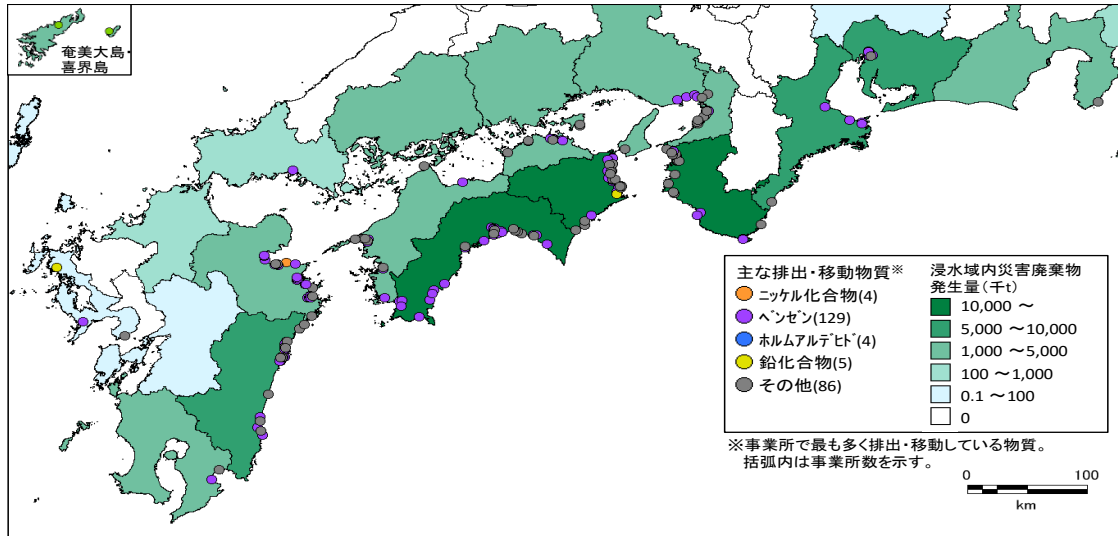 奄美大島・
喜界島
主な排出・移動物質※
ニッケル化合物(4)
ベンゼン(129)
ホルムアルデヒド(4)
鉛化合物(5)
その他(86)
浸水域内災害廃棄物
発生量(千t)
10,000 ～
5,000 ～10,000
1,000 ～5,000
100 ～1,000
0.1 ～100
0
※事業所で最も多く排出・移動している物質。
括弧内は事業所数を示す。
0 100
km